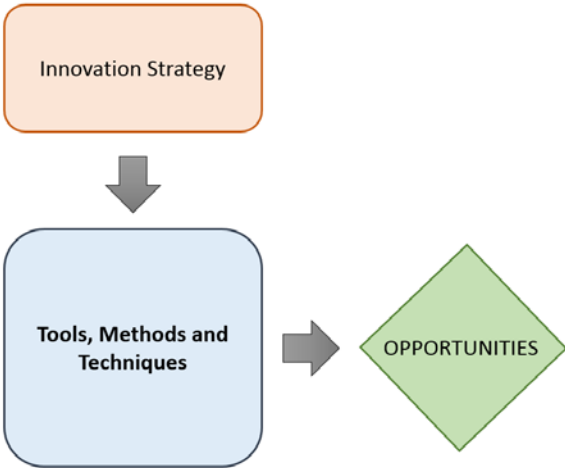 Innovation Strategy
Tools, Methods and
Techniques
OPPORTUNITIES